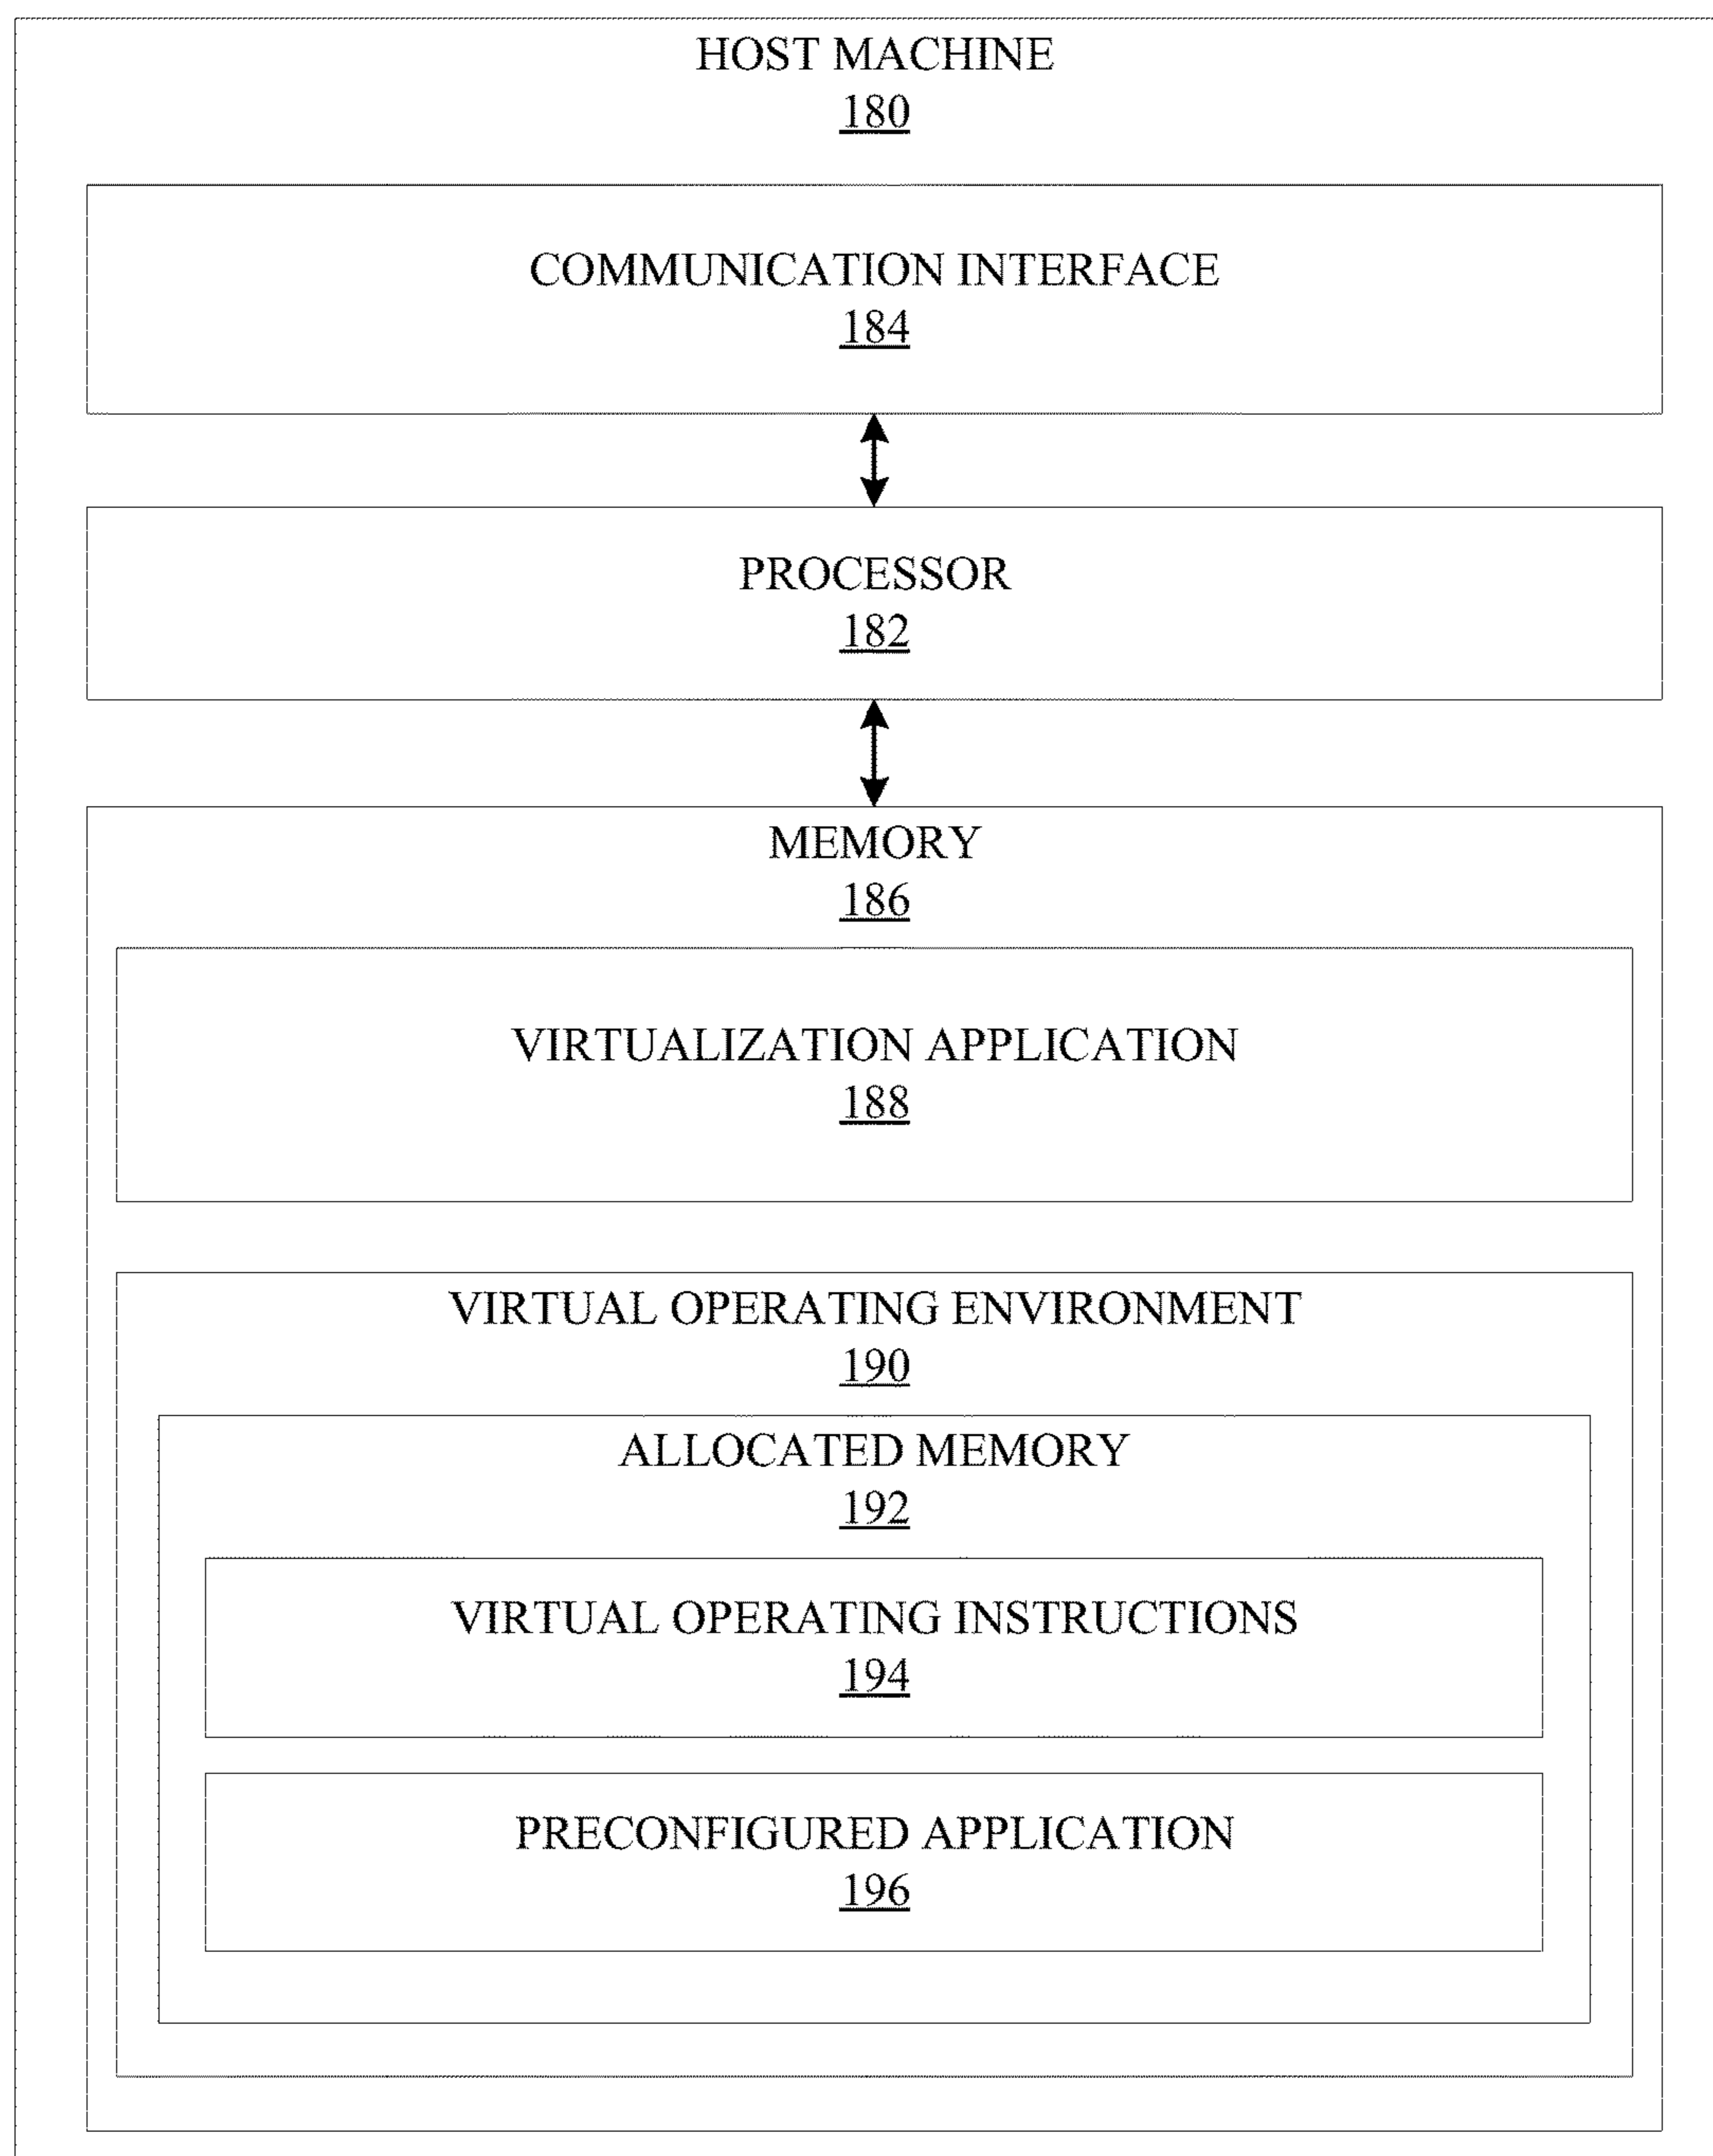 HOST MACHINE
180
COMMUNICATION INTERFACE
184
PROCESSOR
182
MEMORY
186
VIRTUALIZATION APPLICATION
188
VIRTUAL OPERATING ENVIRONMENT
190
ALLOCATED MEMORY
192
VIRTUAL OPERATING INSTRUCTIONS
194
PRECONFIGURED APPLICATION
196